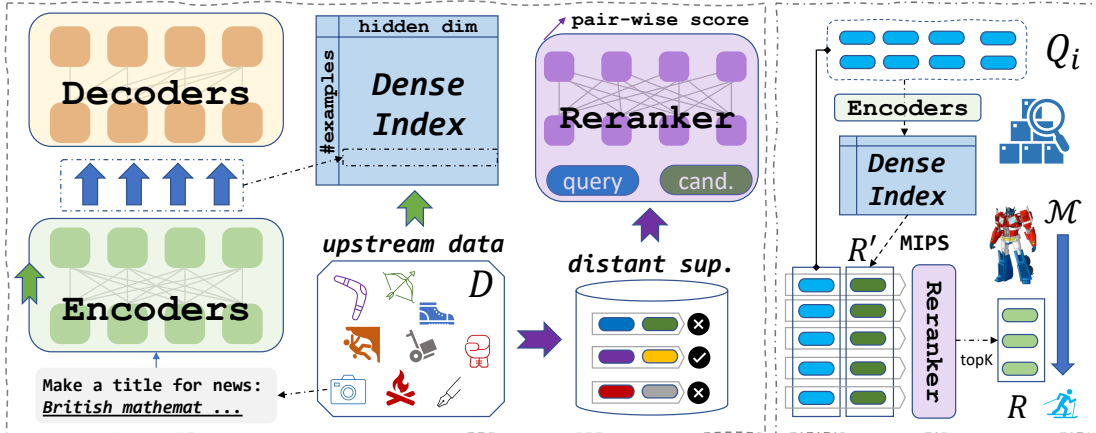 hidden dim
#examples
Dense
Index
Decoders
pair-wise score
Reranker
query
cand.
upstream data
D
distant sup.
Encoders
Make a title for news:
British mathemat ...
Qi
Encoders
Dense
Index
M
R′
MIPS
Reranker
topK
R